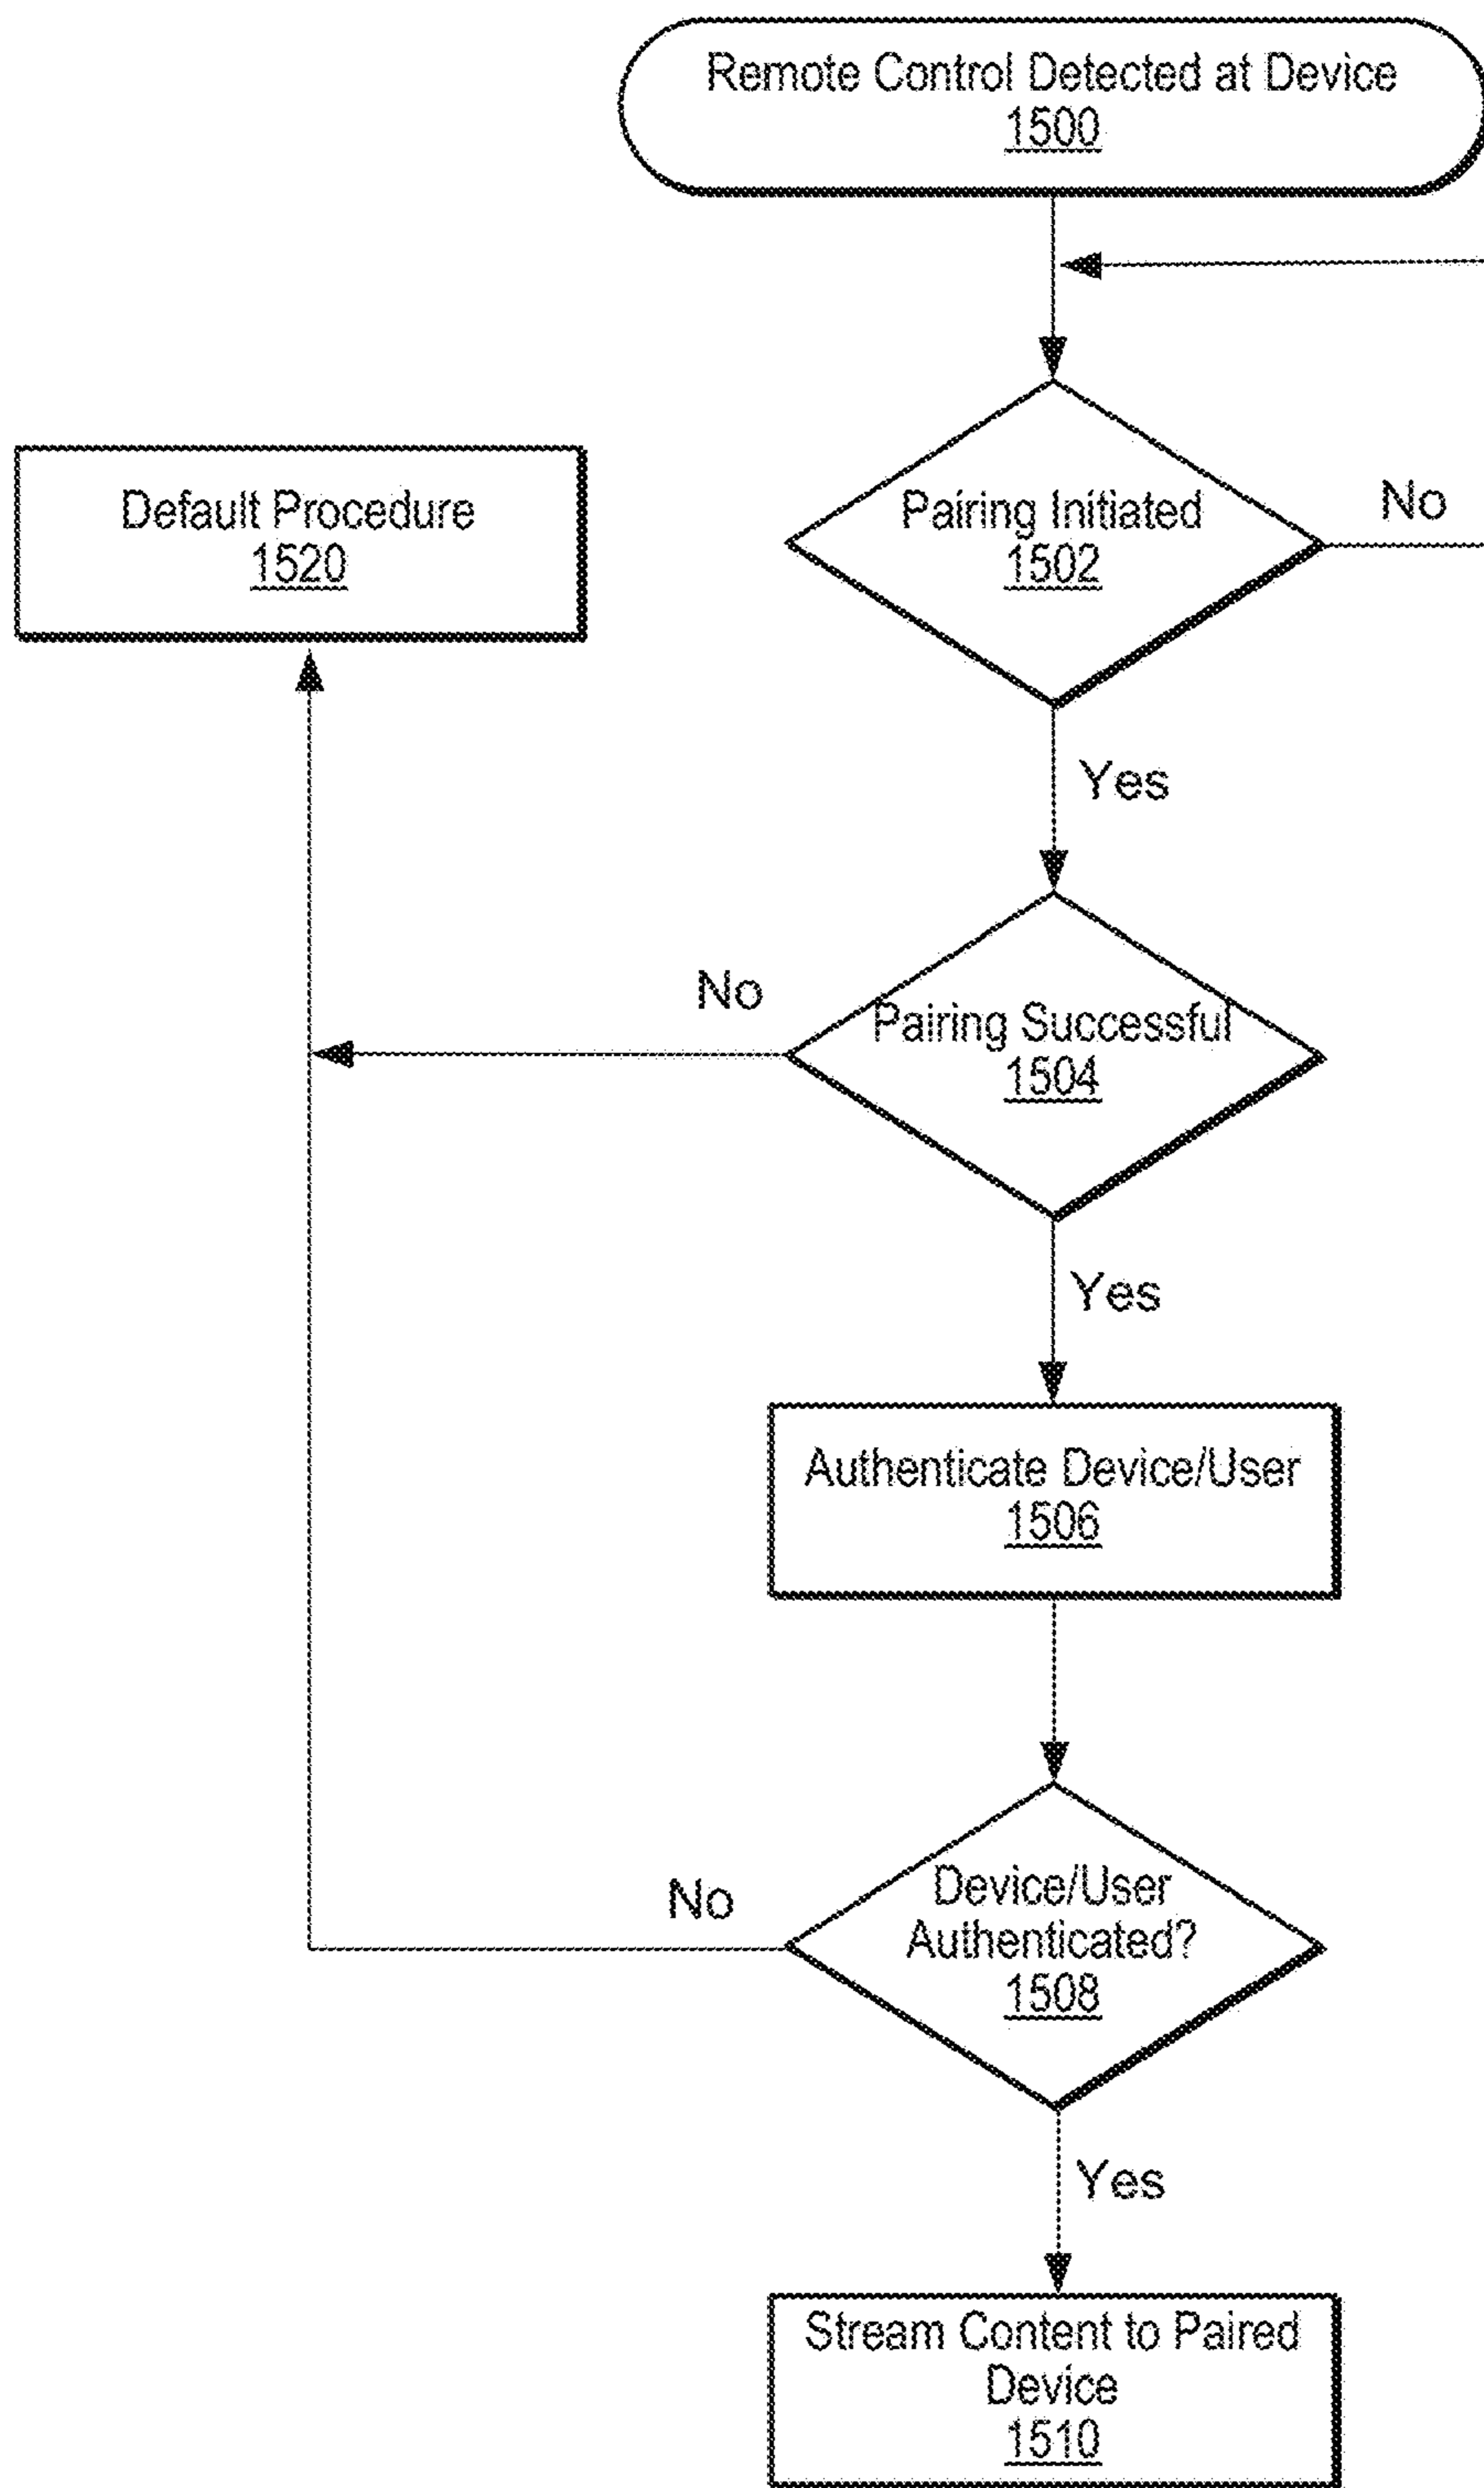 Remote Control Detected at Device
1500
Default Procedure
1520
Pairing Initiated
1502
No
Yes
No
Pairing Successful
1504
Yes
Authenticate Device/User
1506
No
Device/User
Authenticated?
1508
Yes
Stream Content to Paired
Device
1510